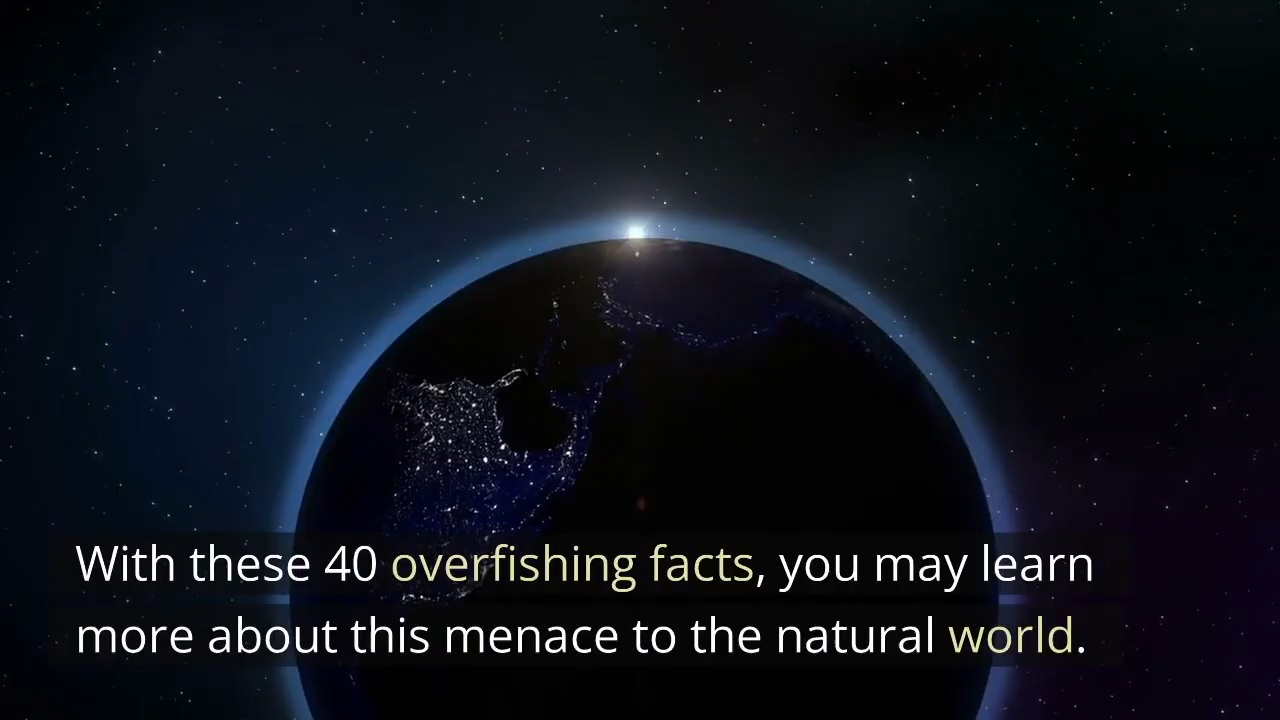 With these 40 overfishing facts, you may learn
more about this menace to the natural world.